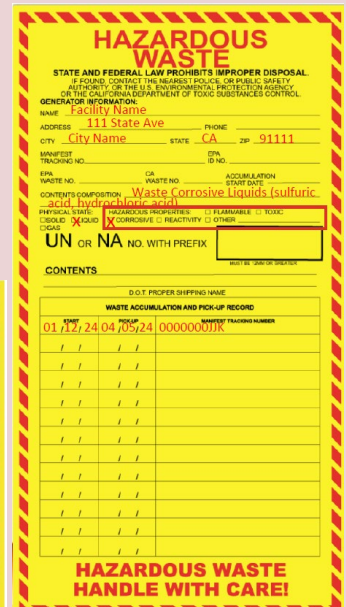 HAZARDOUS
WASTE
STATE AND FEDERAL LAW PROHIBITS IMPROPER DISPOSAL.
IF FOUND, CONTACT THE NEAREST POLICE, OR PUBLIC SAFETY
AUTHORITY, OR THE U.S. ENVIRONMENTAL PROTECTION AGENCY
OR THE CALIFORNIA DEPARTMENT OF TOXIC SUBSTANCES CONTROL.
GENERATOR INFORMATION:
NAME Facility Name
ADDRESS 111 State Ave PHONE
CITY City Name STATE CA ZIP 91111
MANIFEST TRACKING NO. EPA ID NO.
EPA WASTE NO. CA WASTE NO. ACCUMULATION START DATE
CONTENTS COMPOSITION Waste Corrosive Liquids (sulfuric
acid, hydrochloric acid)
PHYSICAL STATE: HAZARDOUS PROPERTIES: ☐ FLAMMABLE ☐ TOXIC
☐ SOLID X LIQUID X CORROSIVE ☐ REACTIVITY ☐ OTHER
☐ GAS
UN OR NA NO. WITH PREFIX
MUST BE 12MM OR GREATER
CONTENTS
D.O.T. PROPER SHIPPING NAME
WASTE ACCUMULATION AND PICK-UP RECORD
START PICK-UP MANIFEST TRACKING NUMBER
01 / 12 / 24 04 / 05 / 24 0000000JJK
/ / / /
/ / / /
/ / / /
/ / / /
/ / / /
/ / / /
/ / / /
/ / / /
/ / / /
/ / / /
/ / / /
HAZARDOUS WASTE
HANDLE WITH CARE!